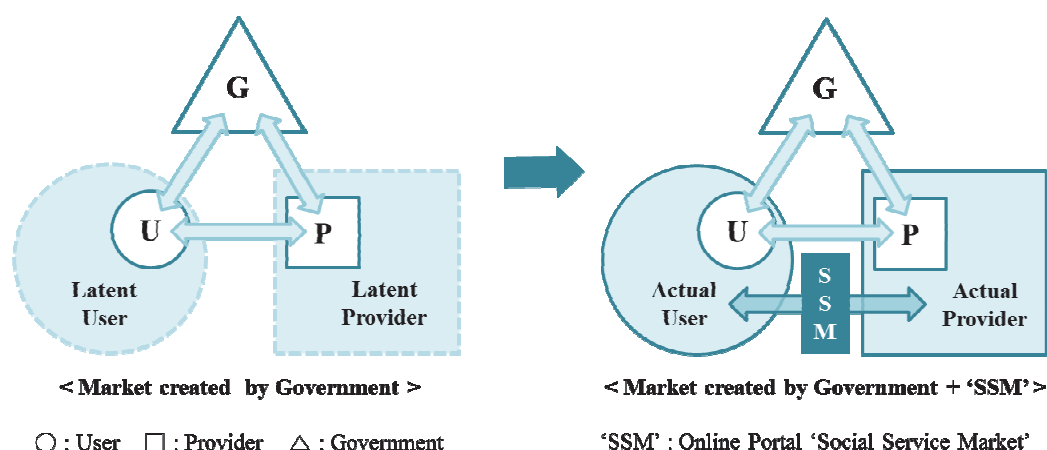 G
U
P
Latent
User
Latent
Provider
< Market created by Government >
○ : User □ : Provider △ : Government
G
U
P
S
S
M
Actual
User
Actual
Provider
< Market created by Government + ‘SSM’ >
‘SSM’ : Online Portal ‘Social Service Market’